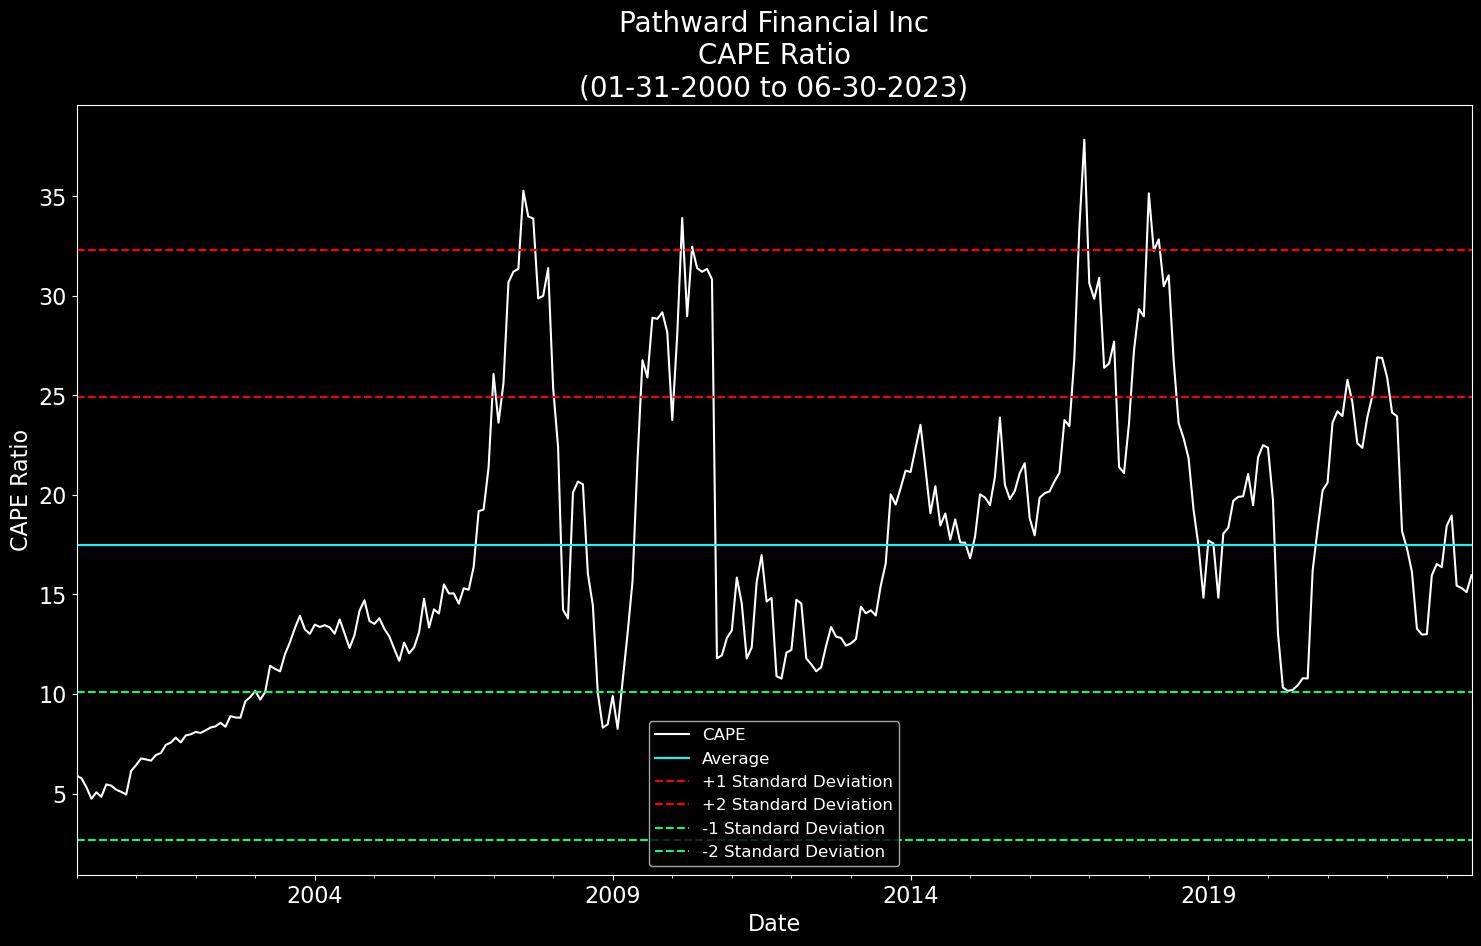 Pathward Financial Inc
CAPE Ratio
(01-31-2000 to 06-30-2023)
35
30
25
20
15
10
5
CAPE Ratio
CAPE
Average
+1 Standard Deviation
+2 Standard Deviation
-1 Standard Deviation
-2 Standard Deviation
2004 2009 2014 2019
Date